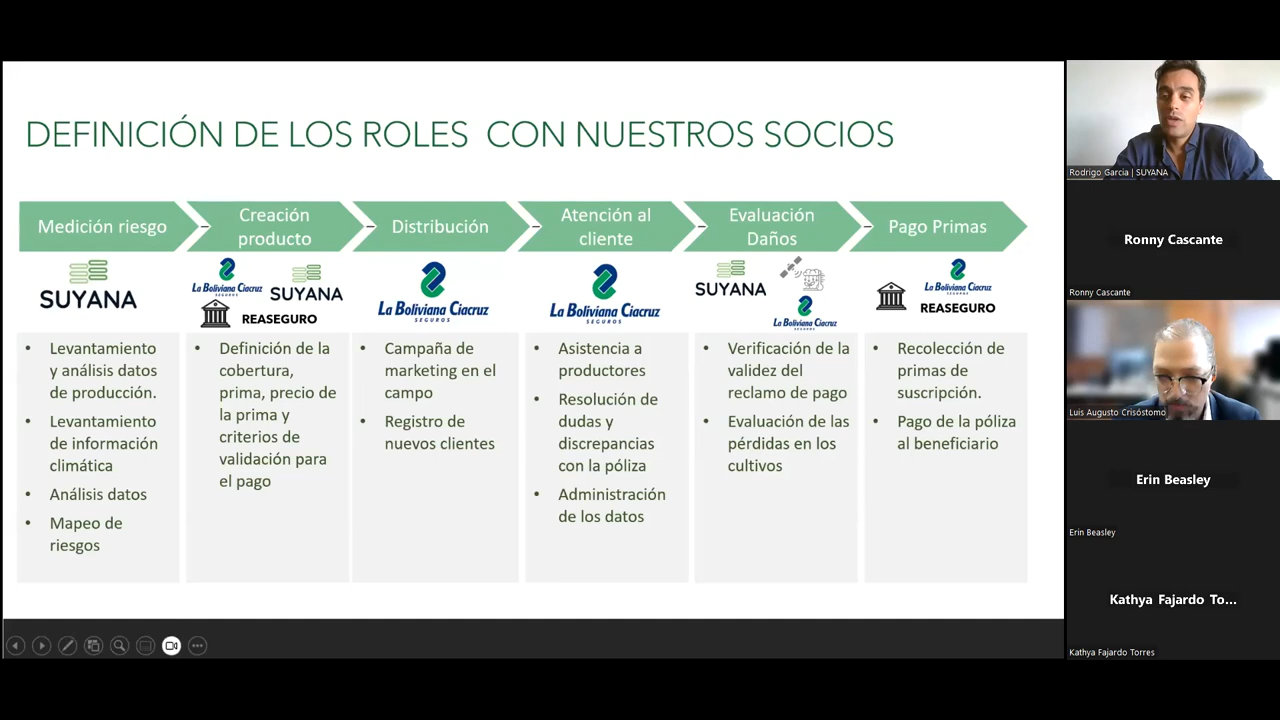 DEFINICIÓN DE LOS ROLES CON NUESTROS SOCIOS
Medición riesgo
SUYANA
Levantamiento
y análisis datos
de producción.
Levantamiento
de información
climática
Análisis datos
Mapeo de
riesgos
Creación
producto
La Boliviana Ciacruz
SEGUROS
SUYANA
REASEGURO
Definición de la
cobertura,
prima, precio de
la prima y
criterios de
validación para
el pago
Distribución
La Boliviana Ciacruz
SEGUROS
Campaña de
marketing en el
campo
Registro de
nuevos clientes
Atención al
cliente
La Boliviana Ciacruz
SEGUROS
Asistencia a
productores
Resolución de
dudas y
discrepancias
con la póliza
Administración
de los datos
Evaluación
Daños
SUYANA
La Boliviana Ciacruz
SEGUROS
Verificación de la
validez del
reclamo de pago
Evaluación de las
pérdidas en los
cultivos
Pago Primas
La Boliviana Ciacruz
SEGUROS
REASEGURO
Recolección de
primas de
suscripción.
Pago de la póliza
al beneficiario
Rodrigo Garcia | SUYANA
Ronny Cascante
Ronny Cascante
Luis Augusto Crisóstomo
Erin Beasley
Erin Beasley
Kathya Fajardo To...
Kathya Fajardo Torres